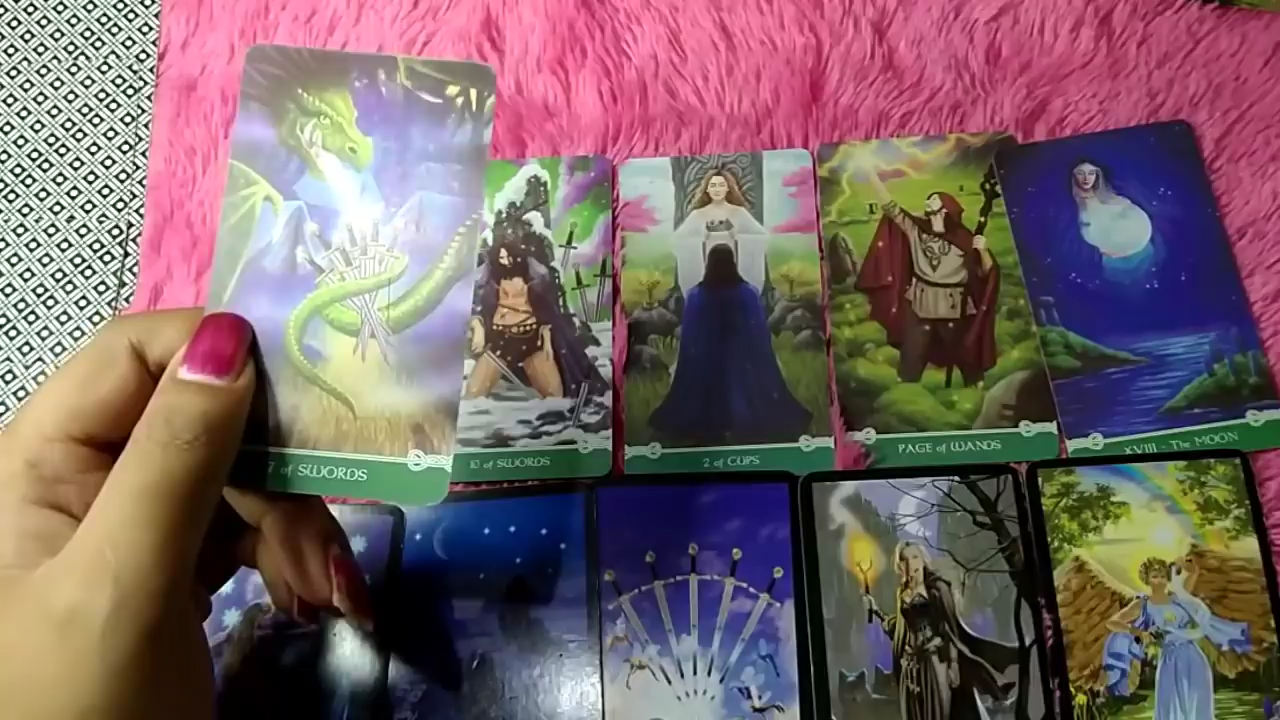 7 of SWORDS
10 of SWORDS
2 of CUPS
PAGE of WANDS
XVIII - The MOON